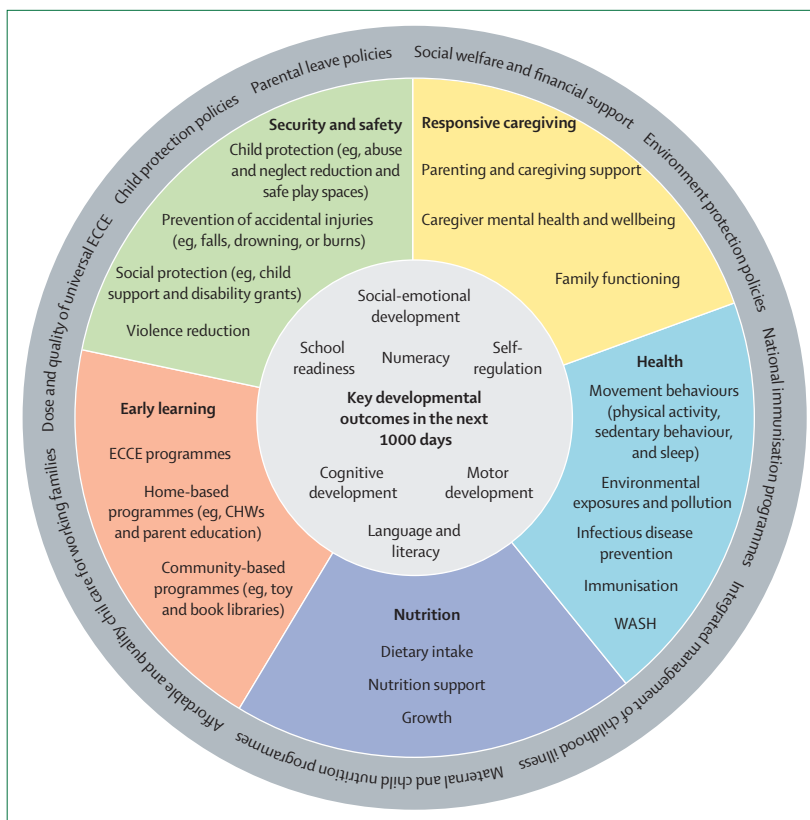 Parental leave policies
Social welfare and financial support
Environment protection policies
National immunisation programmes
Integrated management of childhood illness
Maternal and child nutrition programmes
Affordable and quality child care for working families
Dose and quality of universal ECCE
Child protection policies
Security and safety
Child protection (eg, abuse
and neglect reduction and
safe play spaces)
Prevention of accidental injuries
(eg, falls, drowning, or burns)
Social protection (eg, child
support and disability grants)
Violence reduction
Responsive caregiving
Parenting and caregiving support
Caregiver mental health and wellbeing
Family functioning
Health
Movement behaviours
(physical activity,
sedentary behaviour,
and sleep)
Environmental
exposures and pollution
Infectious disease
prevention
Immunisation
WASH
Nutrition
Dietary intake
Nutrition support
Growth
Early learning
ECCE programmes
Home-based
programmes (eg, CHWs
and parent education)
Community-based
programmes (eg, toy
and book libraries)
Social-emotional
development
School
readiness
Numeracy
Self-
regulation
Key developmental
outcomes in the next
1000 days
Cognitive
development
Motor
development
Language and
literacy